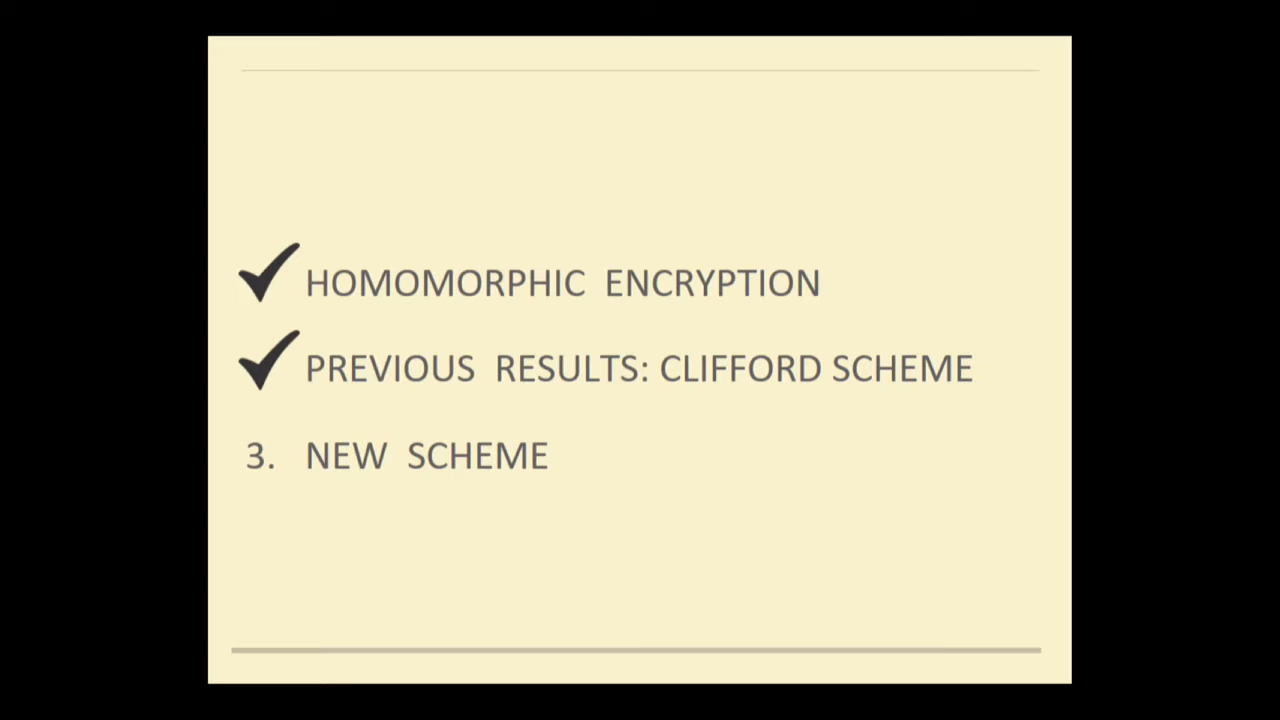 HOMOMORPHIC ENCRYPTION
PREVIOUS RESULTS: CLIFFORD SCHEME
3. NEW SCHEME